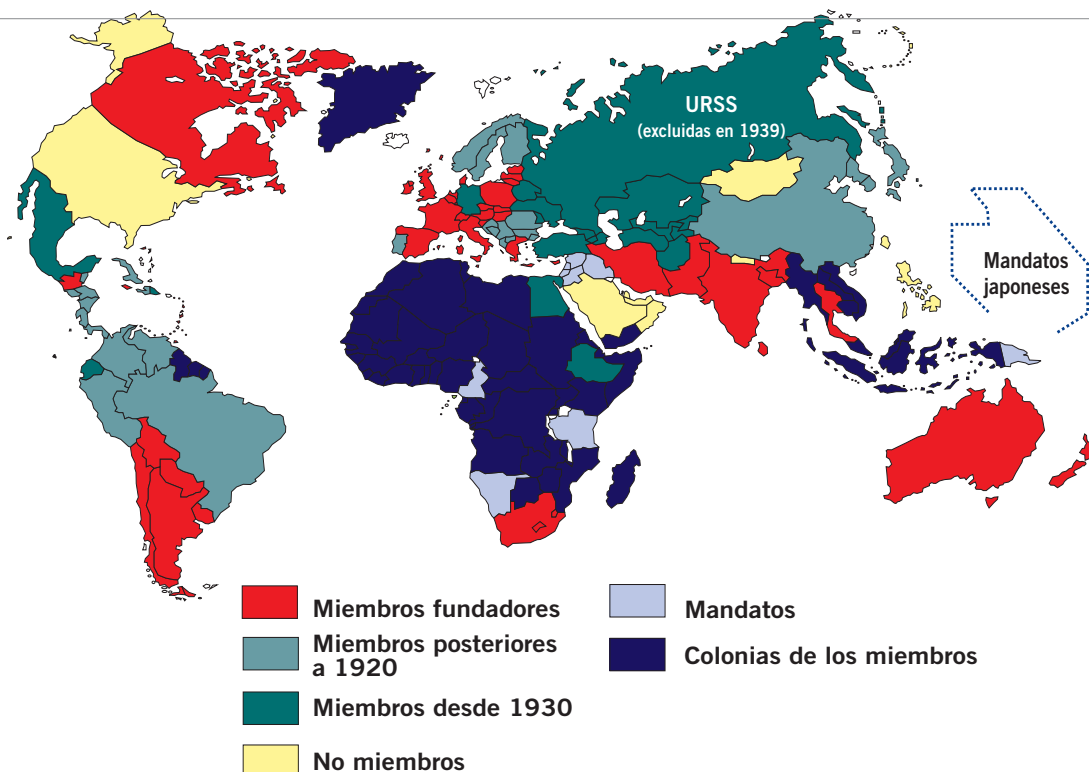 URSS
(excluidas en 1939)
Mandatos
japoneses
Miembros fundadores
Miembros posteriores
a 1920
Miembros desde 1930
No miembros
Mandatos
Colonias de los miembros